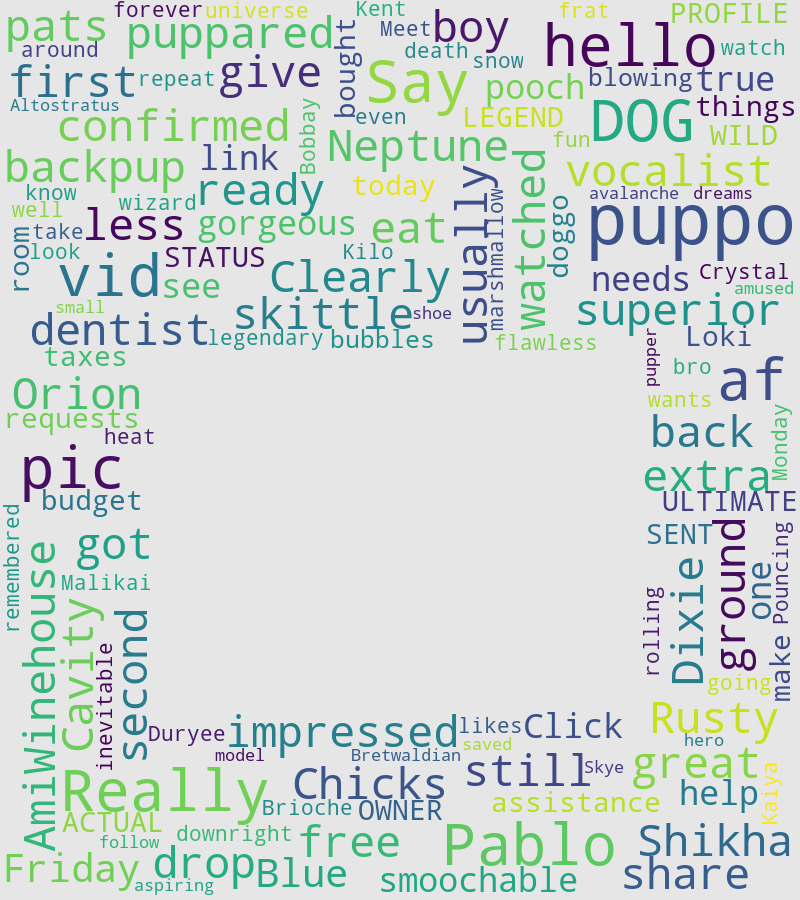 forever universe Kent frat PROFILE
pats puppared bought Meet boy hello watch
around death snow
first repeat give Say pooch blowing true
Altostratus even LEGEND DOG things
confirmed Bobbay Neptune fun WILD
backpup link vocalist
know wizard ready today usually watched avalanche dreams
well less gorgeous eat marshmallow doggo puppo
room take
look vid STATUS Kilo needs Crystal
see Clearly amused
small skittle shoe superior
dentist legendary bubbles flawless Loki
taxes pupper bro af
Orion wants
requests back Monday
heat
pic extra
budget ULTIMATE
remembered got SENT ground Pouncing
AmiWinehouse Malikai Dixie one
Cavity second rolling make
inevitable going
Duryee impressed likes Click Rusty
model Bretwaldian saved hero
Really Chicks still Skye great Kaiya
Brioche OWNER assistance help
ACTUAL downright
follow free Pablo Shikha
Friday drop Blue smoochable share
aspiring